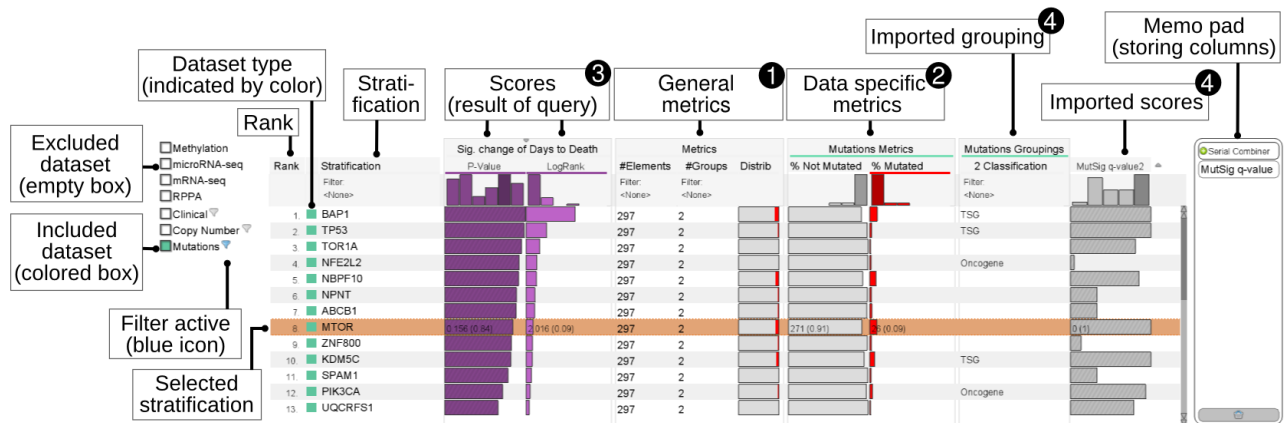 Dataset type
(indicated by color)
Strati-
fication
Scores
(result of query)
3
General
metrics
1
Data specific
metrics
2
Imported grouping
4
Memo pad
(storing columns)
Imported scores
4
Rank
Excluded
dataset
(empty box)
Included
dataset
(colored box)
Filter active
(blue icon)
Selected
stratification
Methylation
microRNA-seq
mRNA-seq
RPPA
Clinical
Copy Number
Mutations
Sig. change of Days to Death
Metrics
Mutations Metrics
Mutations Groupings
Rank Stratification P-Value LogRank #Elements #Groups Distrib % Not Mutated % Mutated 2 Classification MutSig q-value2
Filter: Filter: Filter: Filter:
<None> <None> <None> <None>
1. BAP1 297 2 TSG
2. TP53 297 2 TSG
3. TOR1A 297 2
4. NFE2L2 297 2 Oncogene
5. NBPF10 297 2
6. NPNT 297 2
7. ABCB1 297 2
8. MTOR 0.156 (0.84) 2.016 (0.09) 297 2 271 (0.91) 26 (0.09) 0 (1)
9. ZNF800 297 2
10. KDM5C 297 2 TSG
11. SPAM1 297 2
12. PIK3CA 297 2 Oncogene
13. UQCRFS1 297 2
Serial Combiner
MutSig q-value